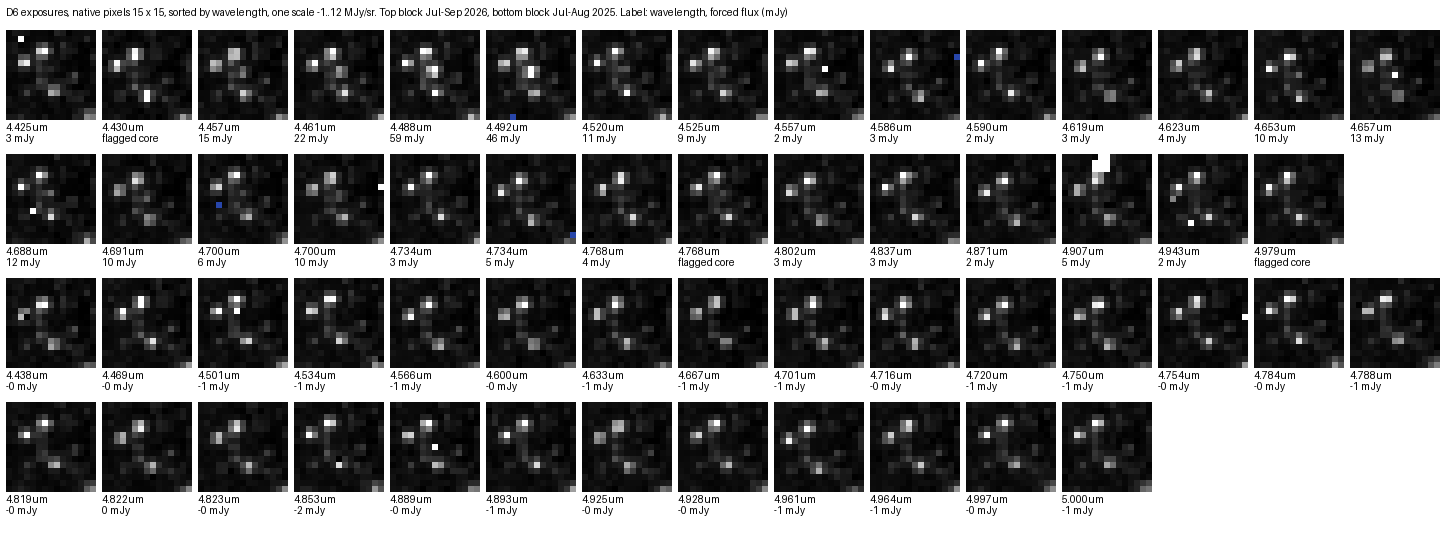 D6 exposures, native pixels 15 x 15, sorted by wavelength, one scale -1..12 MJy/sr. Top block Jul-Sep 2026, bottom block Jul-Aug 2025. Label: wavelength, forced flux (mJy)
4.425um 4.430um 4.457um 4.461um 4.488um 4.492um 4.520um 4.525um 4.557um 4.586um 4.590um 4.619um 4.623um 4.653um 4.657um
3 mJy flagged core 15 mJy 22 mJy 59 mJy 46 mJy 11 mJy 9 mJy 2 mJy 3 mJy 2 mJy 3 mJy 4 mJy 10 mJy 13 mJy
4.688um 4.691um 4.700um 4.700um 4.734um 4.734um 4.768um 4.768um 4.802um 4.837um 4.871um 4.907um 4.943um 4.979um
12 mJy 10 mJy 6 mJy 10 mJy 3 mJy 5 mJy 4 mJy flagged core 3 mJy 3 mJy 2 mJy 5 mJy 2 mJy flagged core
4.438um 4.469um 4.501um 4.534um 4.566um 4.600um 4.633um 4.667um 4.701um 4.716um 4.720um 4.750um 4.754um 4.784um 4.788um
-0 mJy -0 mJy -1 mJy -1 mJy -1 mJy -0 mJy -1 mJy -1 mJy -1 mJy -0 mJy -1 mJy -1 mJy -0 mJy -0 mJy -1 mJy
4.819um 4.822um 4.823um 4.853um 4.889um 4.893um 4.925um 4.928um 4.961um 4.964um 4.997um 5.000um
-0 mJy 0 mJy -0 mJy -2 mJy -0 mJy -1 mJy -0 mJy -0 mJy -1 mJy -1 mJy -0 mJy -1 mJy